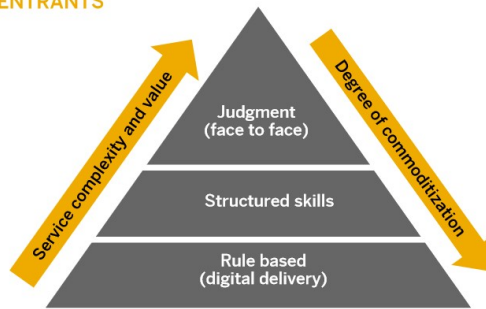 ENTRANTS
Service complexity and value
Degree of commoditization
Judgment
(face to face)
Structured skills
Rule based
(digital delivery)